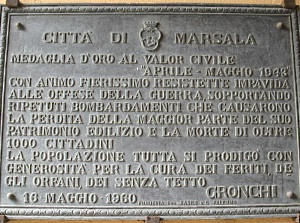 CITTÀ DI MARSALA
MEDAGLIA D'ORO AL VALOR CIVILE
"APRILE - MAGGIO 1943
CON ANIMO FIERISSIMO RESISTETTE IMPAVIDA
ALLE OFFESE DELLA GUERRA, SOPPORTANDO
RIPETUTI BOMBARDAMENTI CHE CAUSARONO
LA PERDITA DELLA MAGGIOR PARTE DEL SUO
PATRIMONIO EDILIZIO E LA MORTE DI OLTRE
1000 CITTADINI
LA POPOLAZIONE TUTTA SI PRODIGÒ CON
GENEROSITÀ PER LA CURA DEI FERITI, DE
GLI ORFANI, DEI SENZA TETTO
GRONCHI
16 - MAGGIO - 1960